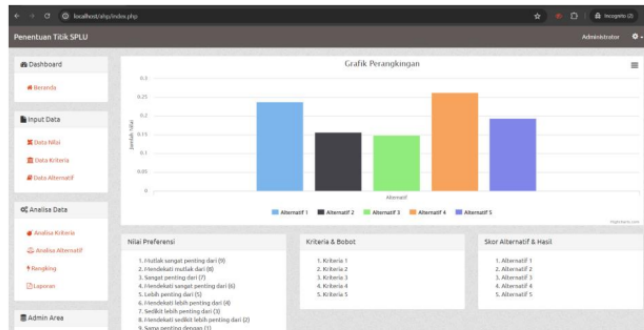 localhost/ahp/index.php
Incognito (2)
Penentuan Titik SPLU
Administrator
Dashboard
Beranda
Input Data
Data Nilai
Data Kriteria
Data Alternatif
Analisa Data
Analisa Kriteria
Analisa Alternatif
Rangking
Laporan
Admin Area
Grafik Perangkingan
Jumlah Nilai
0.3
0.25
0.2
0.15
0.1
0.05
0
Alternatif
Alternatif 1 Alternatif 2 Alternatif 3 Alternatif 4 Alternatif 5
Highcharts.com
Nilai Preferensi
1. Mutlak sangat penting dari (9)
2. Mendekati mutlak dari (8)
3. Sangat penting dari (7)
4. Mendekati sangat penting dari (6)
5. Lebih penting dari (5)
6. Mendekati lebih penting dari (4)
7. Sedikit lebih penting dari (3)
8. Mendekati sedikit lebih penting dari (2)
9. Sama penting dengan (1)
Kriteria & Bobot
1. Kriteria 1
2. Kriteria 2
3. Kriteria 3
4. Kriteria 4
5. Kriteria 5
Skor Alternatif & Hasil
1. Alternatif 1
2. Alternatif 2
3. Alternatif 3
4. Alternatif 4
5. Alternatif 5